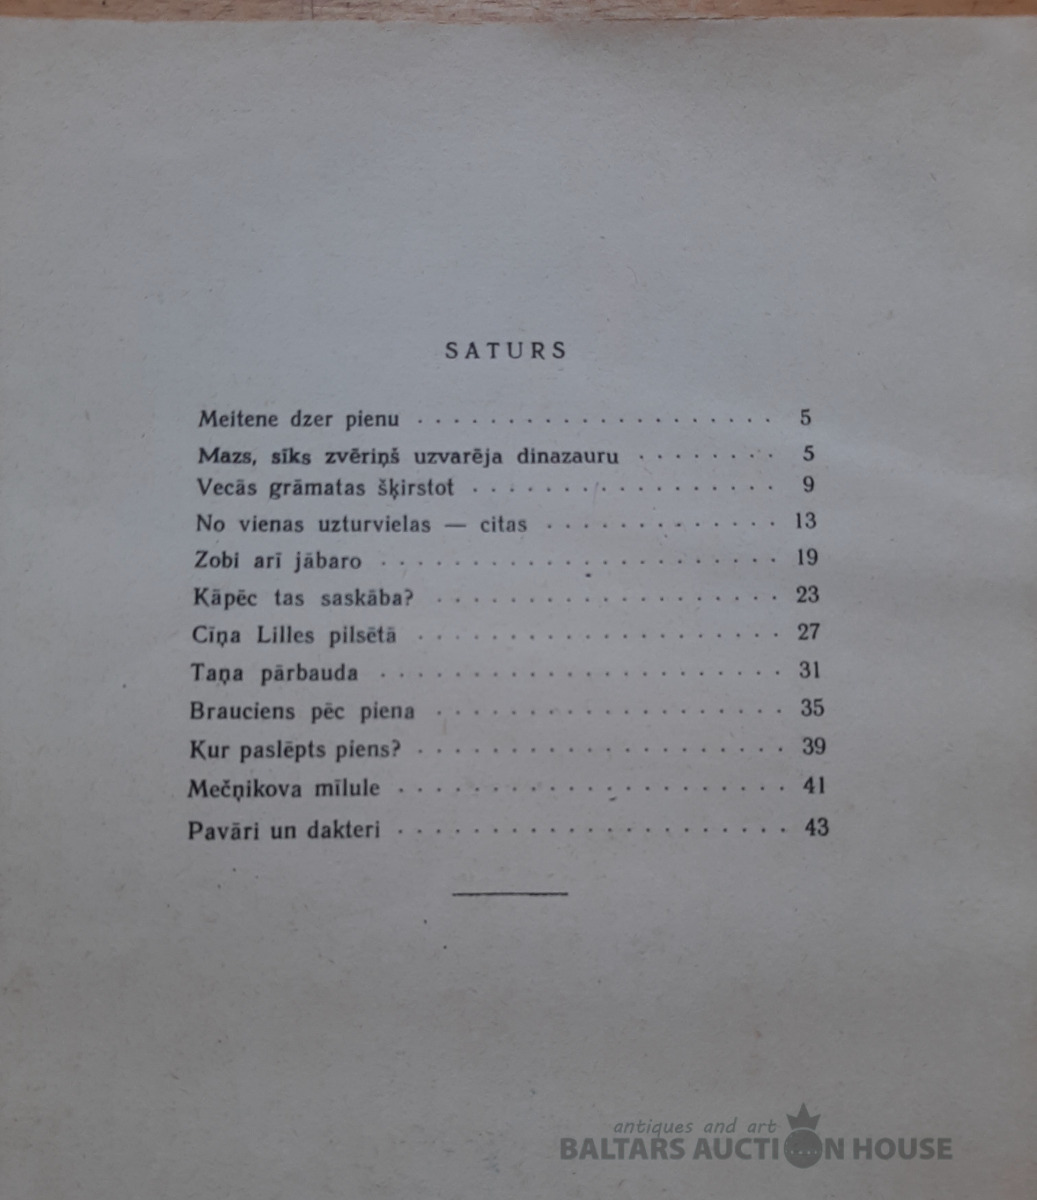 SATURS
Meitene dzer pienu . . . . . . . . . . . . . . . . . . . . 5
Mazs, sīks zvēriņš uzvarēja dinazauru . . . . . . . . 5
Vecās grāmatas šķirstot . . . . . . . . . . . . . . . . . 9
No vienas uzturvielas — citas . . . . . . . . . . . . . 13
Zobi arī jābaro . . . . . . . . . . . . . . . . . . . . . . 19
Kāpēc tas saskāba? . . . . . . . . . . . . . . . . . . . 23
Cīņa Lilles pilsētā . . . . . . . . . . . . . . . . . . . . 27
Taņa pārbauda . . . . . . . . . . . . . . . . . . . . . . 31
Brauciens pēc piena . . . . . . . . . . . . . . . . . . . 35
Kur paslēpts piens? . . . . . . . . . . . . . . . . . . . . 39
Mečņikova mīlule . . . . . . . . . . . . . . . . . . . . . 41
Pavāri un dakteri . . . . . . . . . . . . . . . . . . . . . 43
antiques and art
BALTARS AUCTION HOUSE